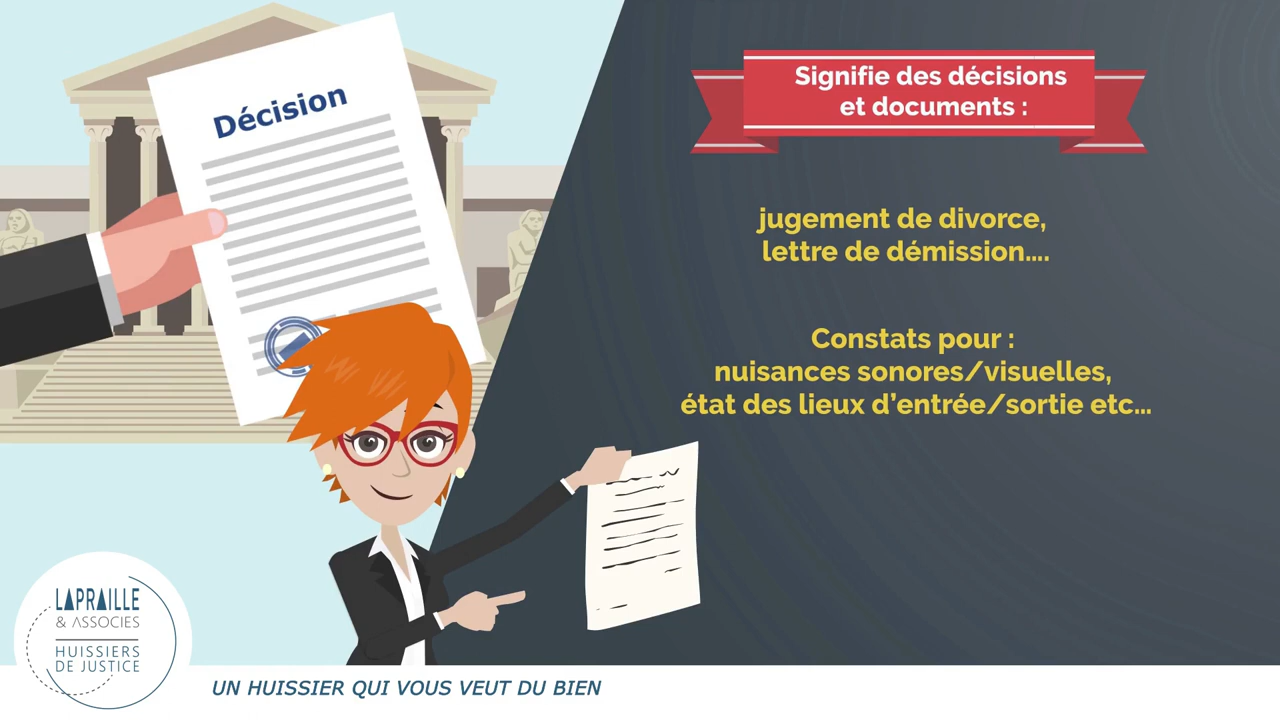 Décision
Signifie des décisions
et documents :
jugement de divorce,
lettre de démission....
Constats pour :
nuisances sonores/visuelles,
état des lieux d'entrée/sortie etc...
LAPRAILLE
& ASSOCIES
HUISSIERS
DE JUSTICE
UN HUISSIER QUI VOUS VEUT DU BIEN